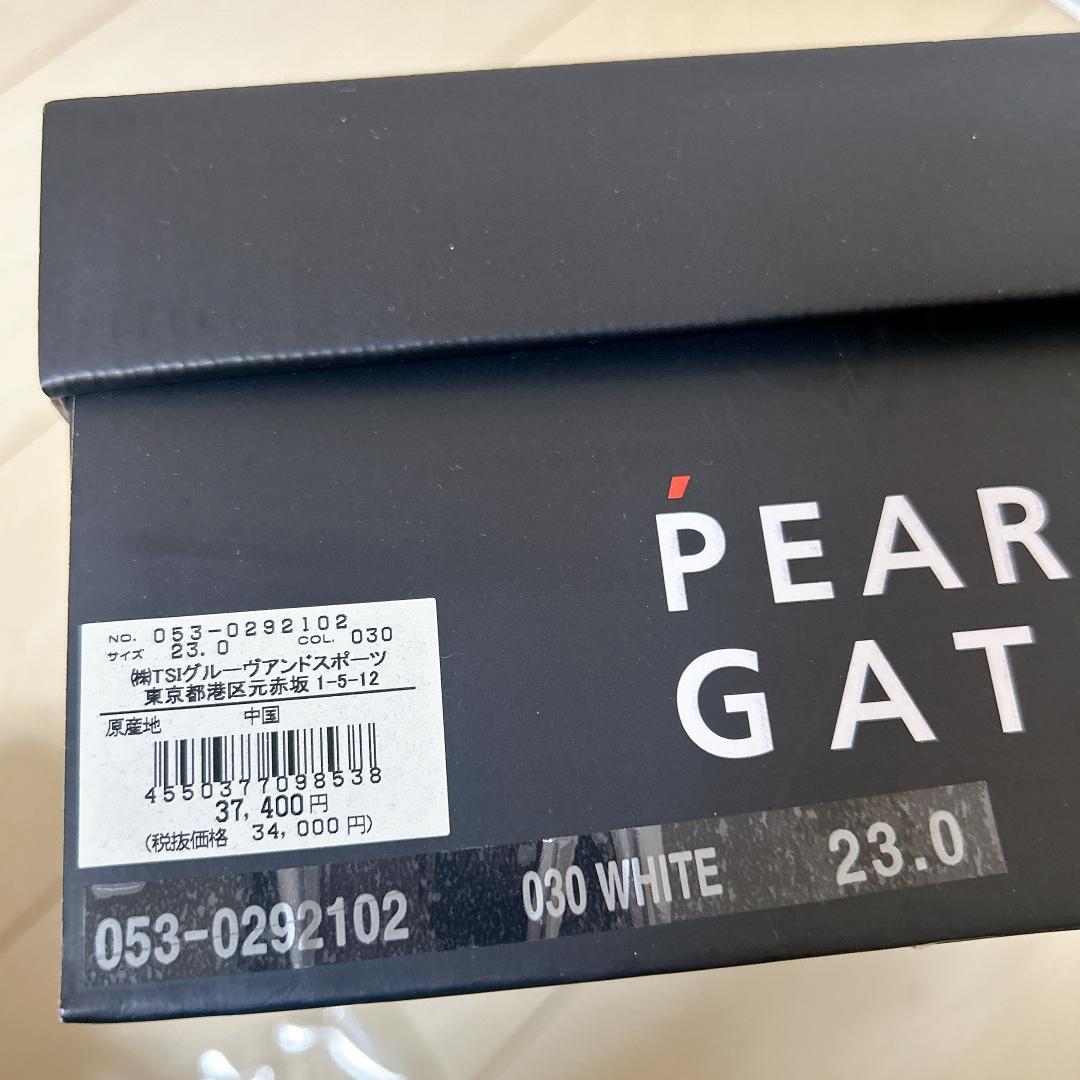 PEAR
GAT
NO. 053-0292102
サイズ 23.0 COL. 030
㈱TSIグルーヴアンドスポーツ
東京都港区元赤坂 1-5-12
原産地 中国
4550377098538
37,400円
(税抜価格 34,000円)
053-0292102 030 WHITE 23.0